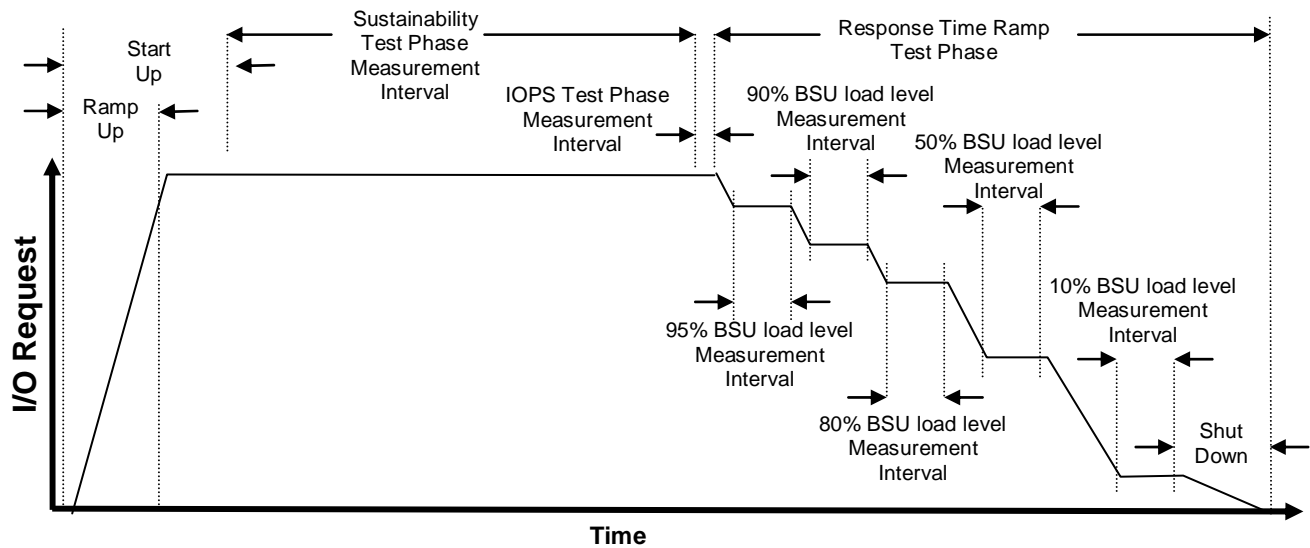 Start
Up
Ramp
Up
Sustainability
Test Phase
Measurement
Interval
IOPS Test Phase
Measurement
Interval
Response Time Ramp
Test Phase
90% BSU load level
Measurement
Interval
50% BSU load level
Measurement
Interval
95% BSU load level
Measurement
Interval
80% BSU load level
Measurement
Interval
10% BSU load level
Measurement
Interval
Shut
Down
I/O Request
Time